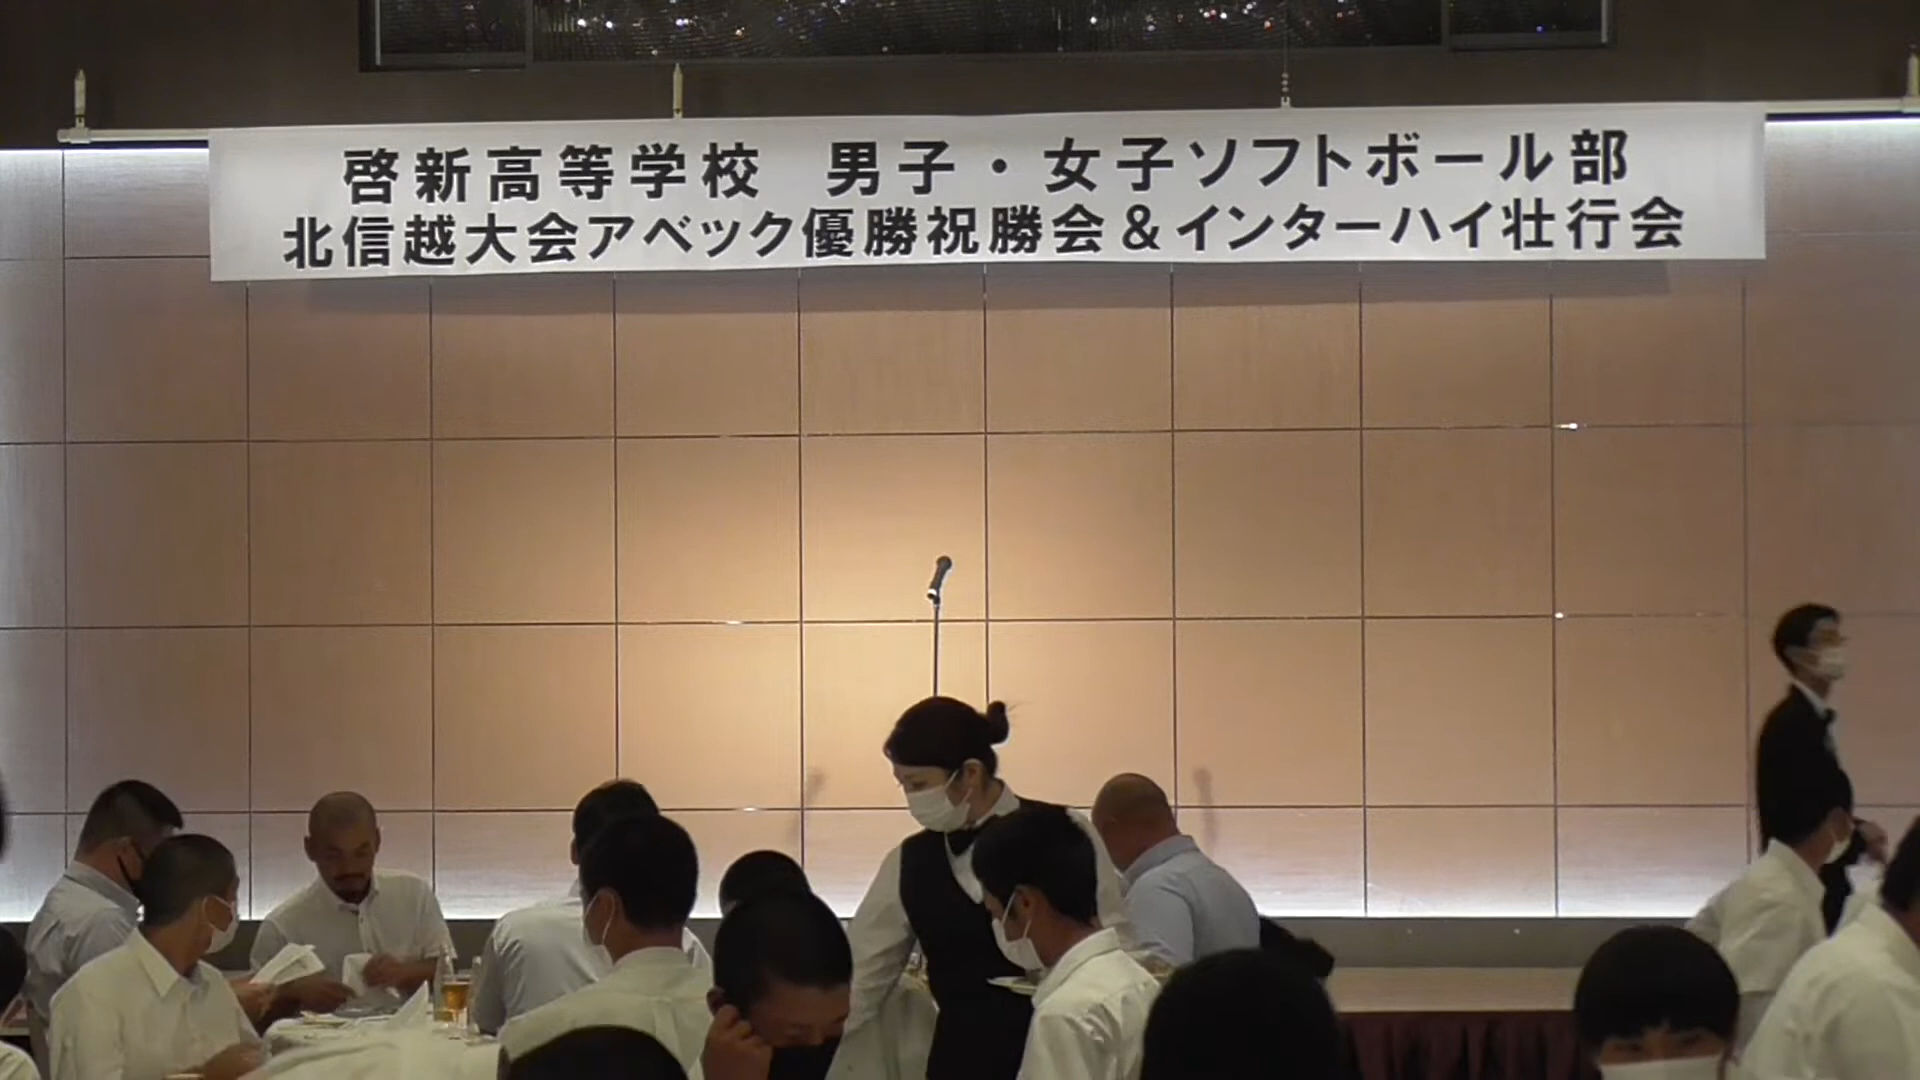 啓新高等学校　男子・女子ソフトボール部
北信越大会アベック優勝祝勝会＆インターハイ壮行会